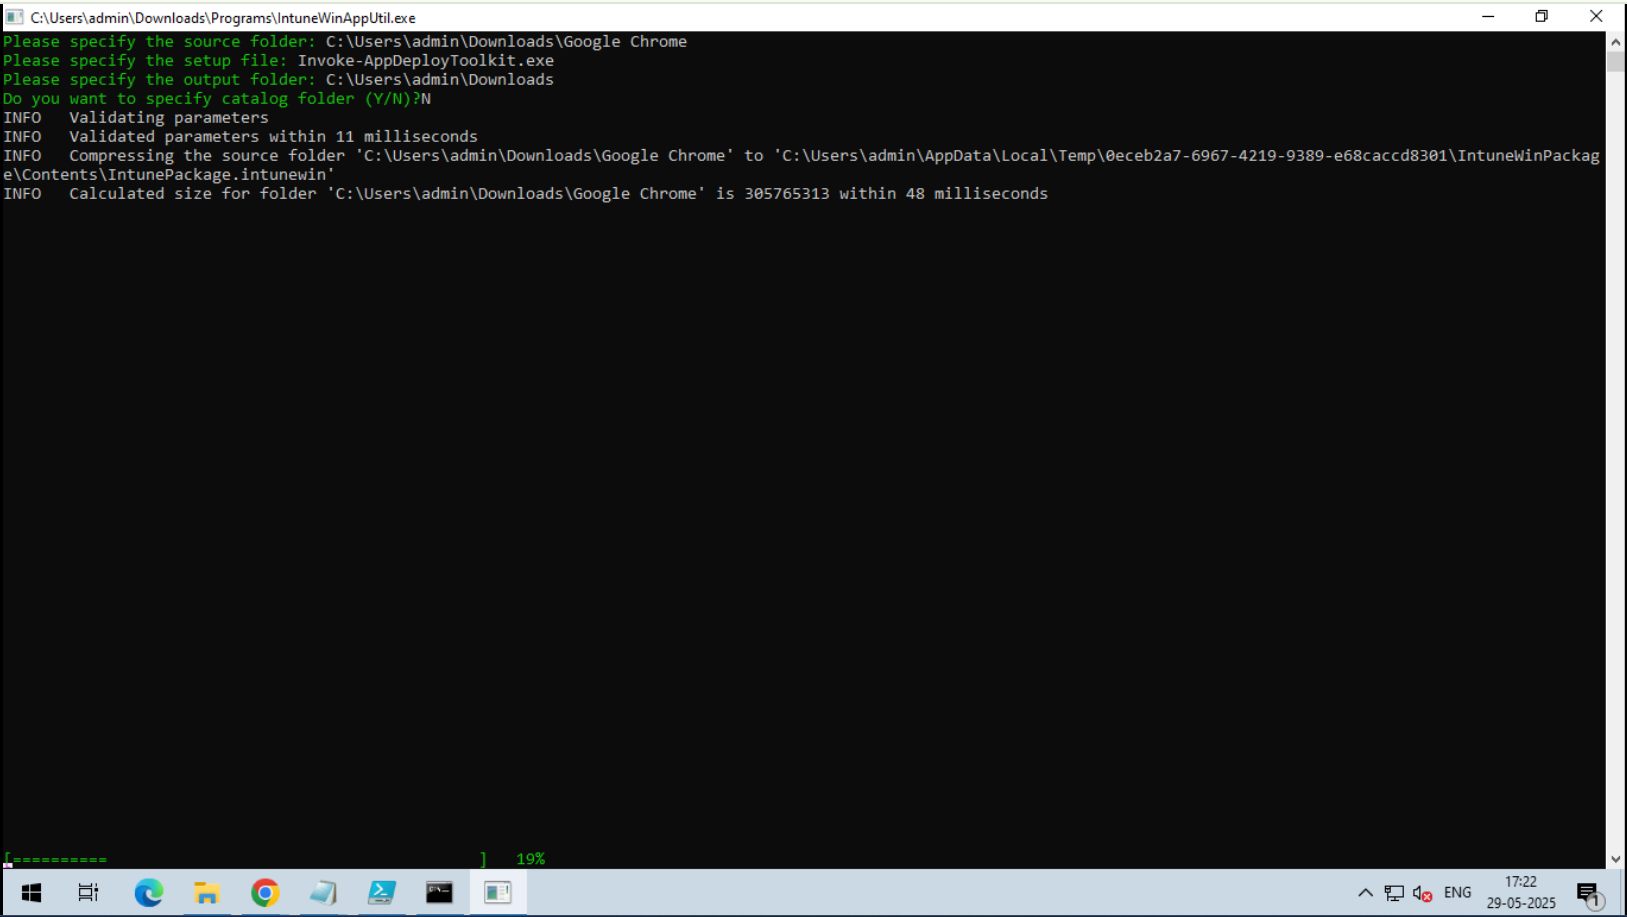 C:\Users\admin\Downloads\Programs\IntuneWinAppUtil.exe
Please specify the source folder: C:\Users\admin\Downloads\Google Chrome
Please specify the setup file: Invoke-AppDeployToolkit.exe
Please specify the output folder: C:\Users\admin\Downloads
Do you want to specify catalog folder (Y/N)?N
INFO   Validating parameters
INFO   Validated parameters within 11 milliseconds
INFO   Compressing the source folder 'C:\Users\admin\Downloads\Google Chrome' to 'C:\Users\admin\AppData\Local\Temp\0eceb2a7-6967-4219-9389-e68caccd8301\IntuneWinPackag
e\Contents\IntunePackage.intunewin'
INFO   Calculated size for folder 'C:\Users\admin\Downloads\Google Chrome' is 305765313 within 48 milliseconds
[==========                                        ]   19%
ENG
17:22
29-05-2025
1